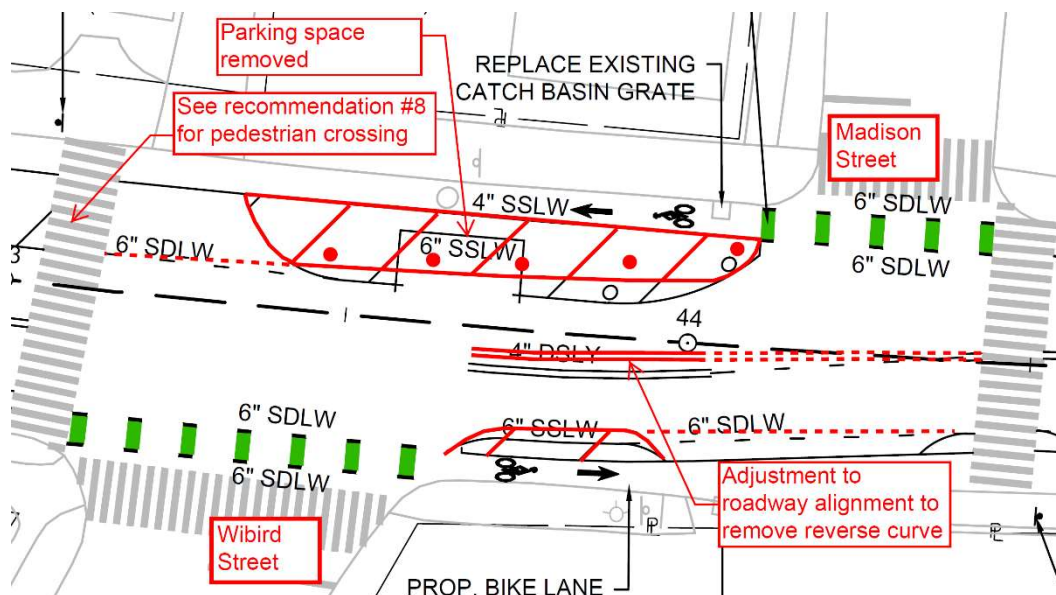 Parking space
removed
REPLACE EXISTING
CATCH BASIN GRATE
See recommendation #8
for pedestrian crossing
Madison
Street
4" SSLW
6" SDLW
6" SDLW
6" SSLW
6" SDLW
3
44
4" DSLY
6" SDLW
6" SSLW
6" SDLW
6" SDLW
Adjustment to
roadway alignment to
remove reverse curve
Wibird
Street
PROP. BIKE LANE